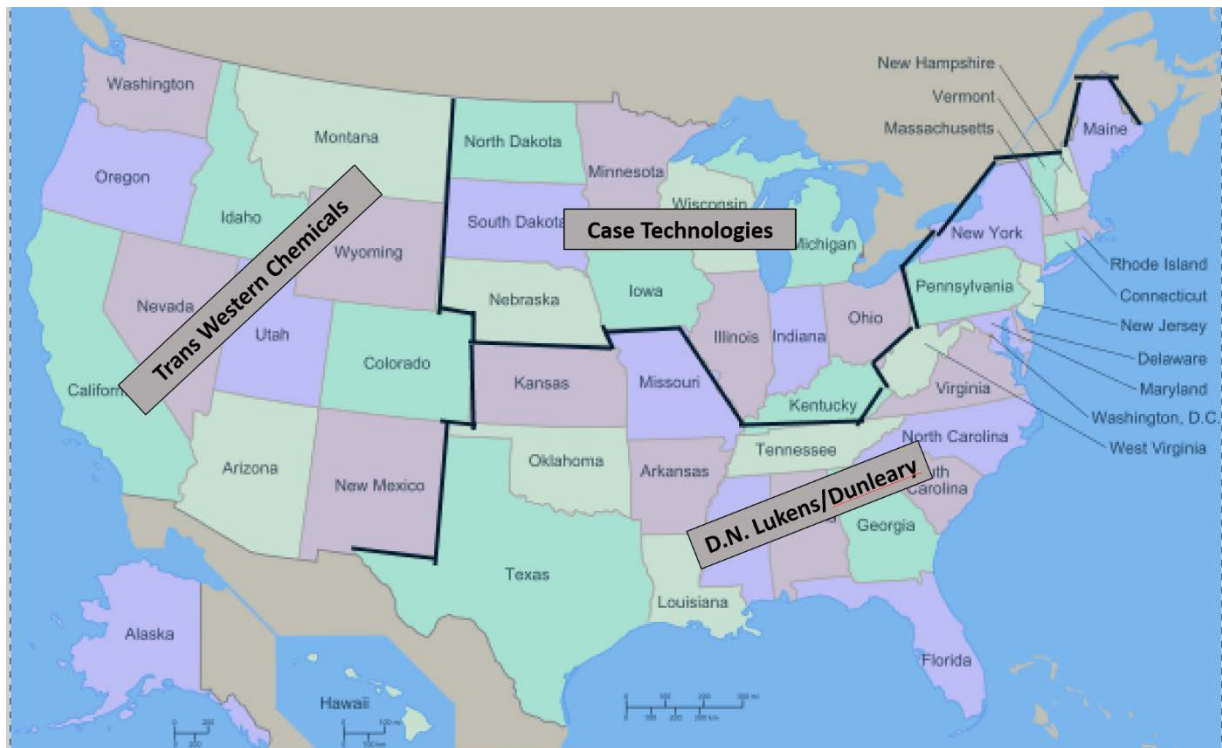 New Hampshire
Vermont
Massachusetts
Maine
Washington
Montana
North Dakota
Minnesota
Oregon
Idaho
Wisconsin
South Dakota
Case Technologies
Michigan
New York
Rhode Island
Wyoming
Trans Western Chemicals
Connecticut
Pennsylvania
Nebraska
Iowa
New Jersey
Nevada
Utah
Illinois
Indiana
Ohio
Delaware
Colorado
Maryland
Kansas
Missouri
Virginia
Californ
Kentucky
Washington, D.C.
North Carolina
West Virginia
Tennessee
Oklahoma
Arkansas
Arizona
New Mexico
Carolina
D.N. Lukens/Dunleary
Georgia
Texas
Louisiana
Alaska
Florida
Hawaii